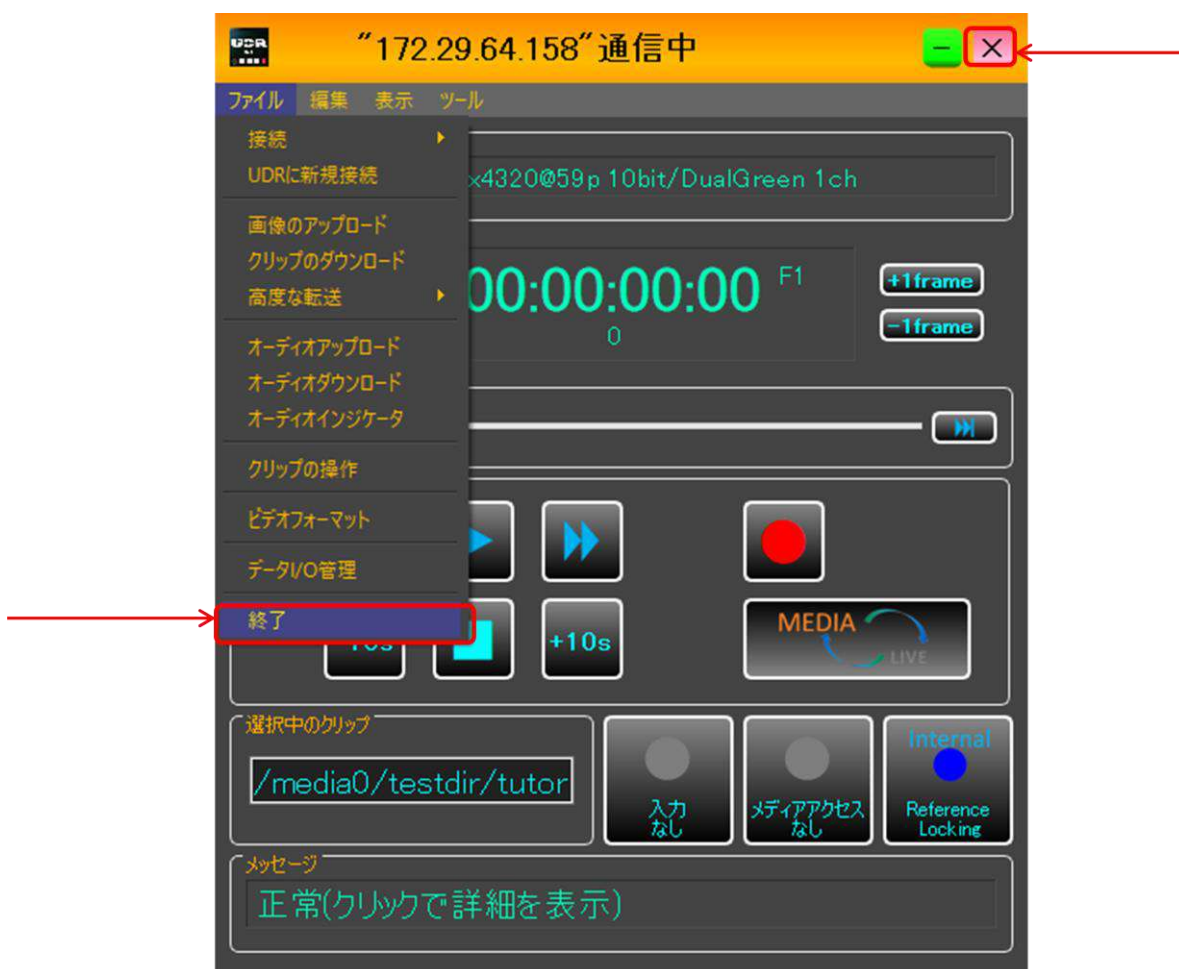 UDR
"172.29.64.158"通信中
ファイル 編集 表示 ツール
接続
UDRに新規接続
x4320@59p 10bit/DualGreen 1ch
画像のアップロード
クリップのダウンロード
高度な転送
00:00:00:00 F1
0
+1frame
-1frame
オーディオアップロード
オーディオダウンロード
オーディオインジケータ
クリップの操作
ビデオフォーマット
データI/O管理
終了
+10s
MEDIA
LIVE
選択中のクリップ
/media0/testdir/tutor
入力
なし
メディアアクセス
なし
Internal
Reference
Locking
メッセージ
正常(クリックで詳細を表示)